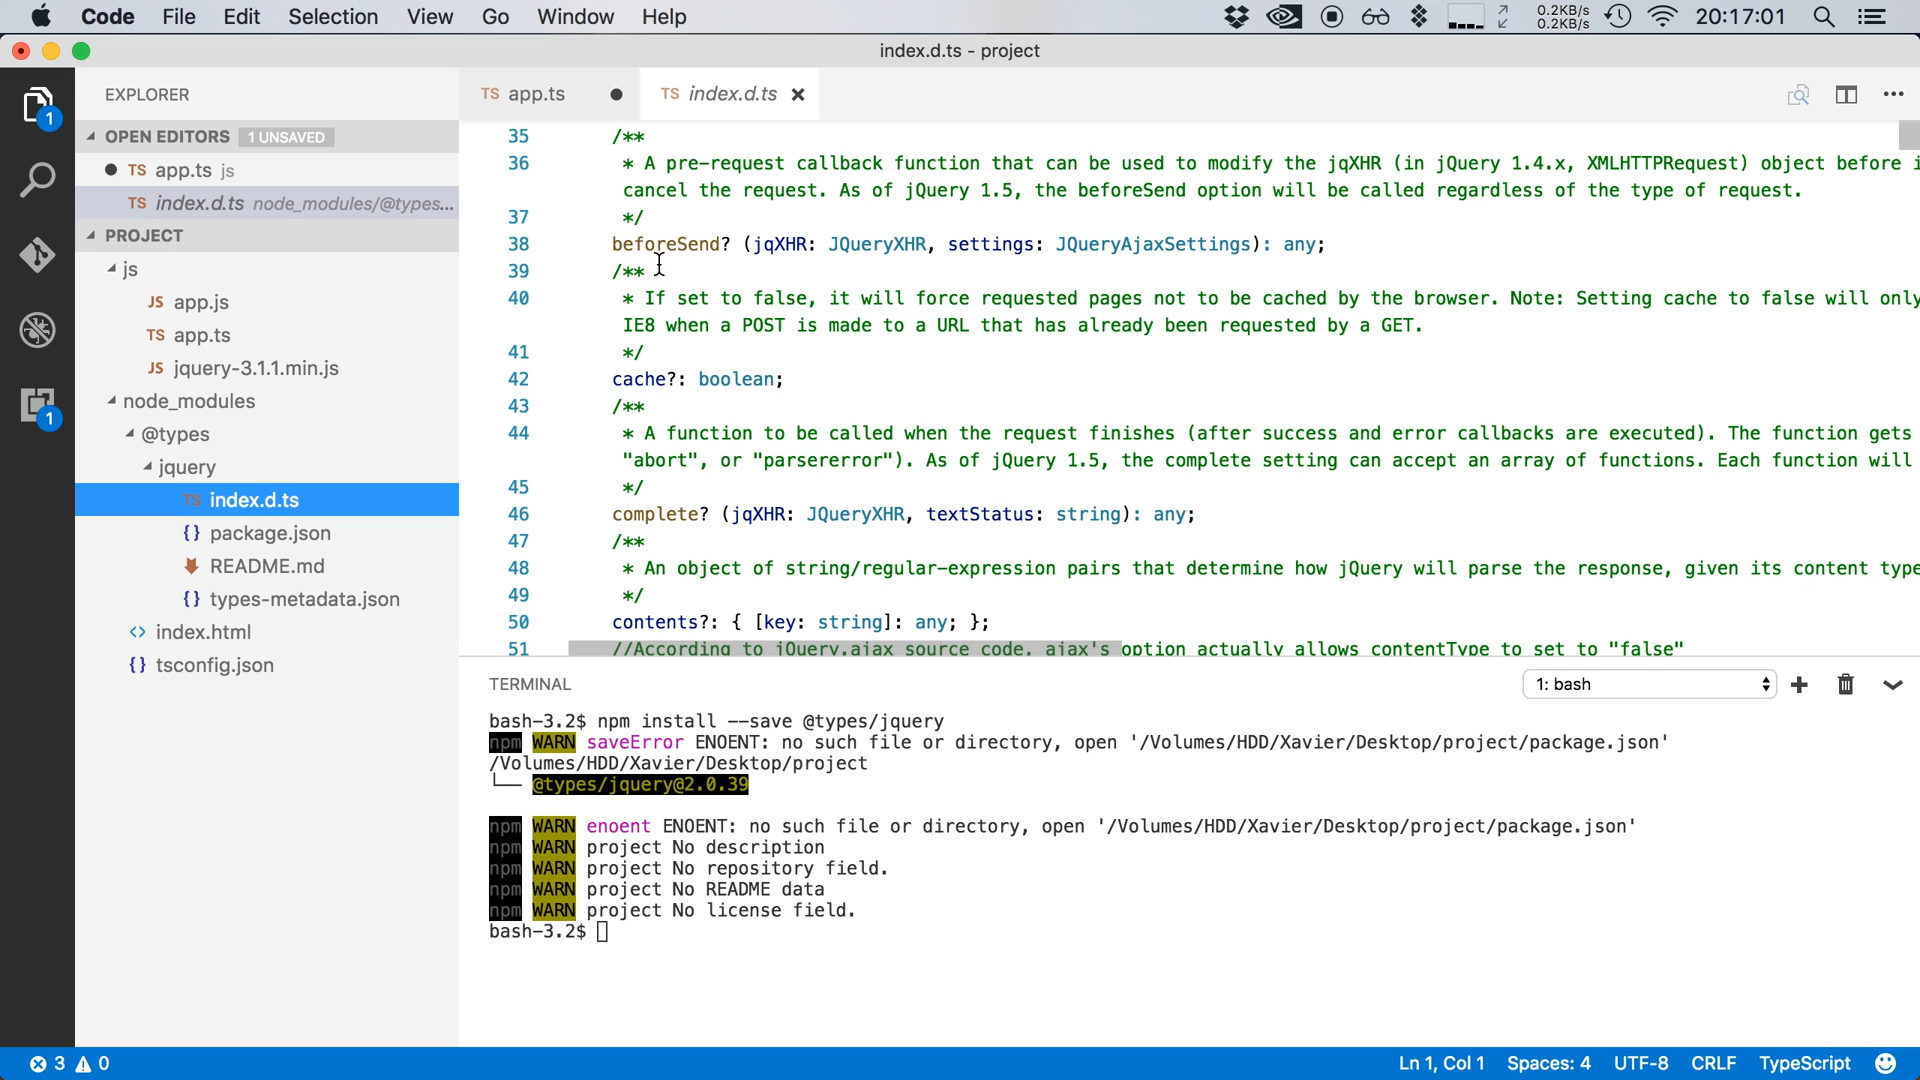 Code File Edit Selection View Go Window Help
0.2KB/s
0.2KB/s
20:17:01
index.d.ts - project
EXPLORER
OPEN EDITORS 1 UNSAVED
TS app.ts js
TS index.d.ts node_modules/@types...
PROJECT
js
JS app.js
TS app.ts
JS jquery-3.1.1.min.js
node_modules
@types
jquery
TS index.d.ts
{} package.json
README.md
{} types-metadata.json
<> index.html
{} tsconfig.json
1
1
TS app.ts
TS index.d.ts
35 /**
36 * A pre-request callback function that can be used to modify the jqXHR (in jQuery 1.4.x, XMLHTTPRequest) object before i
cancel the request. As of jQuery 1.5, the beforeSend option will be called regardless of the type of request.
37 */
38 beforeSend? (jqXHR: JQueryXHR, settings: JQueryAjaxSettings): any;
39 /**
40 * If set to false, it will force requested pages not to be cached by the browser. Note: Setting cache to false will only
IE8 when a POST is made to a URL that has already been requested by a GET.
41 */
42 cache?: boolean;
43 /**
44 * A function to be called when the request finishes (after success and error callbacks are executed). The function gets
"abort", or "parsererror"). As of jQuery 1.5, the complete setting can accept an array of functions. Each function will
45 */
46 complete? (jqXHR: JQueryXHR, textStatus: string): any;
47 /**
48 * An object of string/regular-expression pairs that determine how jQuery will parse the response, given its content type
49 */
50 contents?: { [key: string]: any; };
51 //According to jQuery.ajax source code, ajax's option actually allows contentType to set to "false"
TERMINAL
1: bash
bash-3.2$ npm install --save @types/jquery
npm WARN saveError ENOENT: no such file or directory, open '/Volumes/HDD/Xavier/Desktop/project/package.json'
/Volumes/HDD/Xavier/Desktop/project
└── @types/jquery@2.0.39
npm WARN enoent ENOENT: no such file or directory, open '/Volumes/HDD/Xavier/Desktop/project/package.json'
npm WARN project No description
npm WARN project No repository field.
npm WARN project No README data
npm WARN project No license field.
bash-3.2$
3 0
Ln 1, Col 1 Spaces: 4 UTF-8 CRLF TypeScript